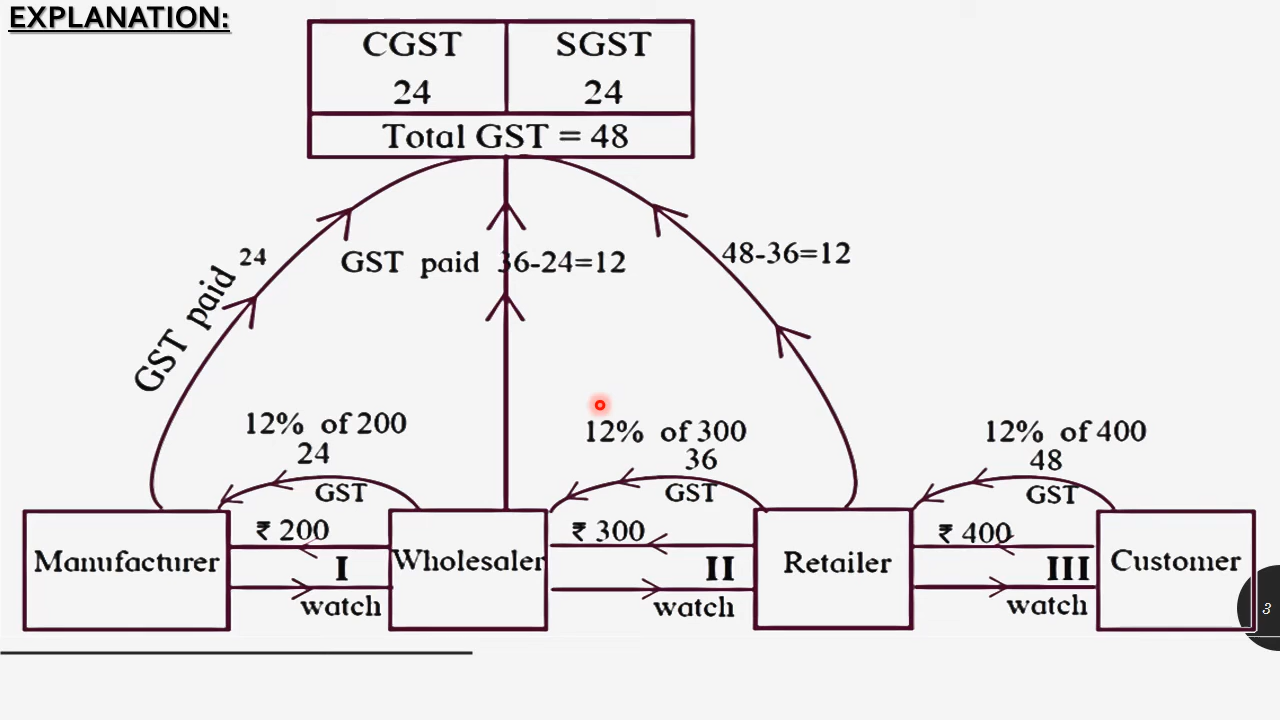 EXPLANATION:
CGST SGST
24 24
Total GST = 48
GST paid 24
GST paid 36-24=12
48-36=12
12% of 200
24
GST
12% of 300
36
GST
12% of 400
48
GST
₹ 200
₹ 300
₹ 400
Manufacturer
I
Wholesaler
II
Retailer
III
Customer
watch
watch
watch
3